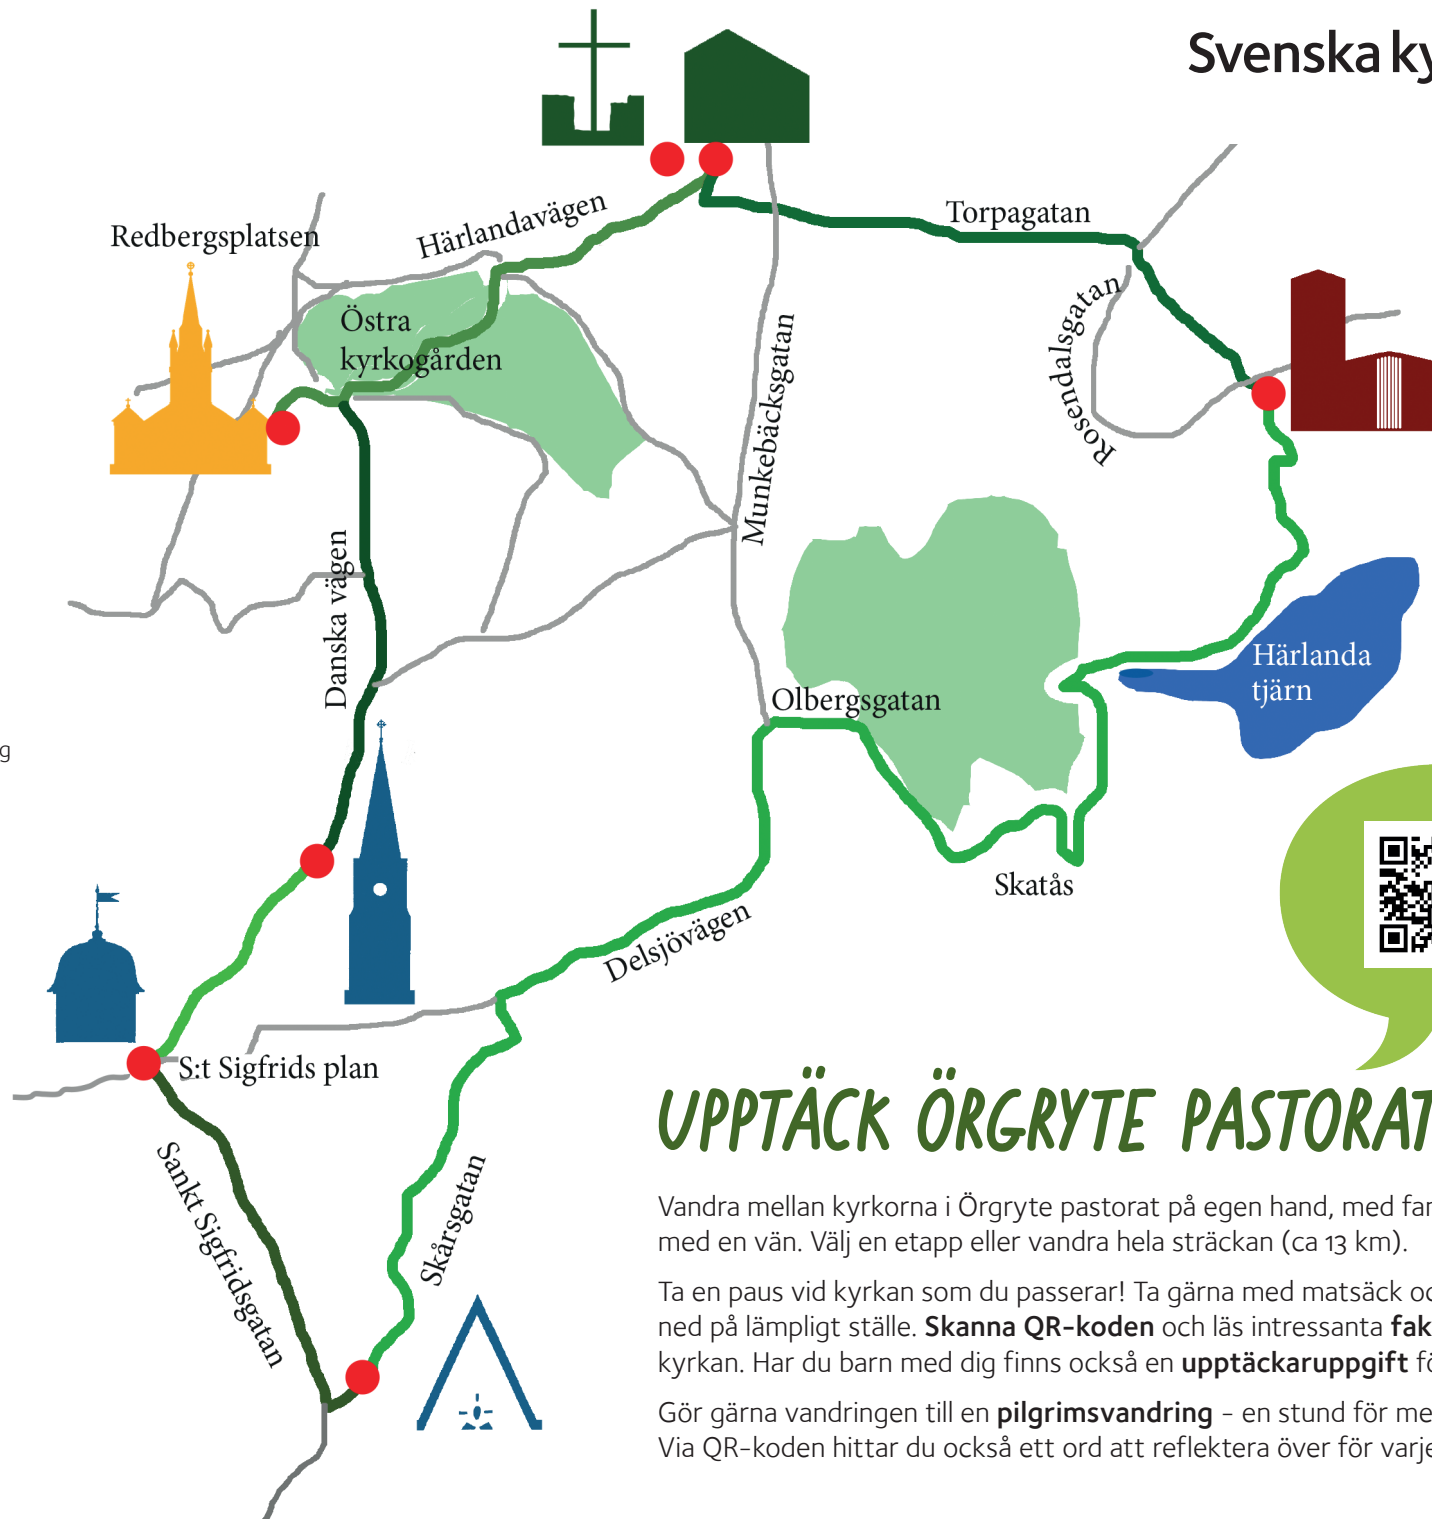 Svenska ky
Härlandavägen
Torpagatan
Redbergsplatsen
Östra
kyrkogården
Rosendalsgatan
Munkebäcksgatan
Danska vägen
Härlanda
tjärn
Olbergsgatan
g
Skatås
Delsjövägen
S:t Sigfrids plan
Sankt Sigfridsgatan
Skårsgatan
UPPTÄCK ÖRGRYTE PASTORAT
Vandra mellan kyrkorna i Örgryte pastorat på egen hand, med far
med en vän. Välj en etapp eller vandra hela sträckan (ca 13 km).
Ta en paus vid kyrkan som du passerar! Ta gärna med matsäck oc
ned på lämpligt ställe. Skanna QR-koden och läs intressanta fak
kyrkan. Har du barn med dig finns också en upptäckaruppgift fö
Gör gärna vandringen till en pilgrimsvandring – en stund för me
Via QR-koden hittar du också ett ord att reflektera över för varje